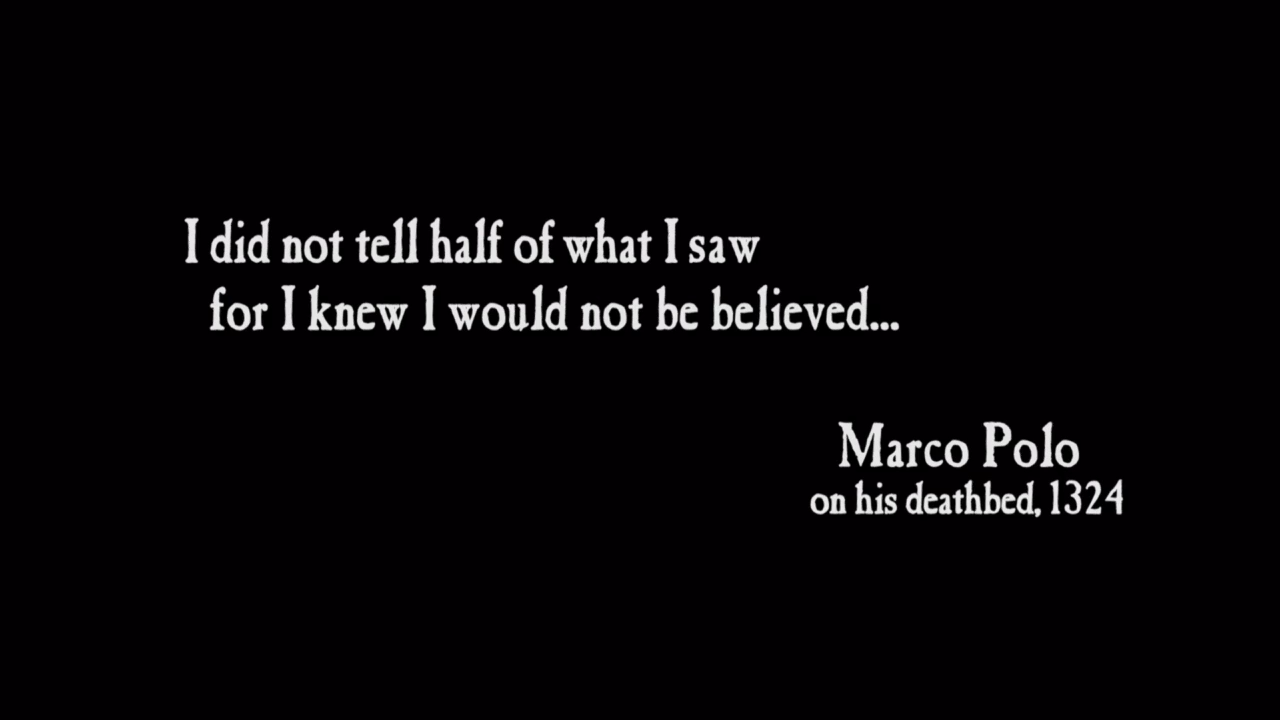 I did not tell half of what I saw
for I knew I would not be believed...
Marco Polo
on his deathbed, 1324